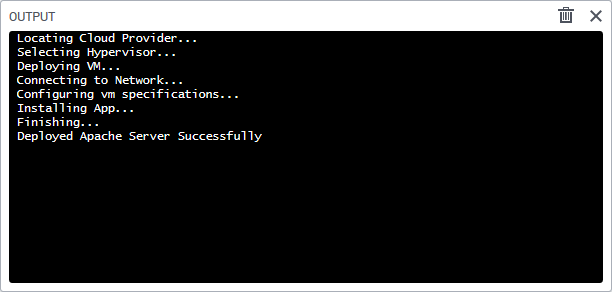 OUTPUT
Locating Cloud Provider...
Selecting Hypervisor...
Deploying VM...
Connecting to Network...
Configuring vm specifications...
Installing App...
Finishing...
Deployed Apache Server Successfully